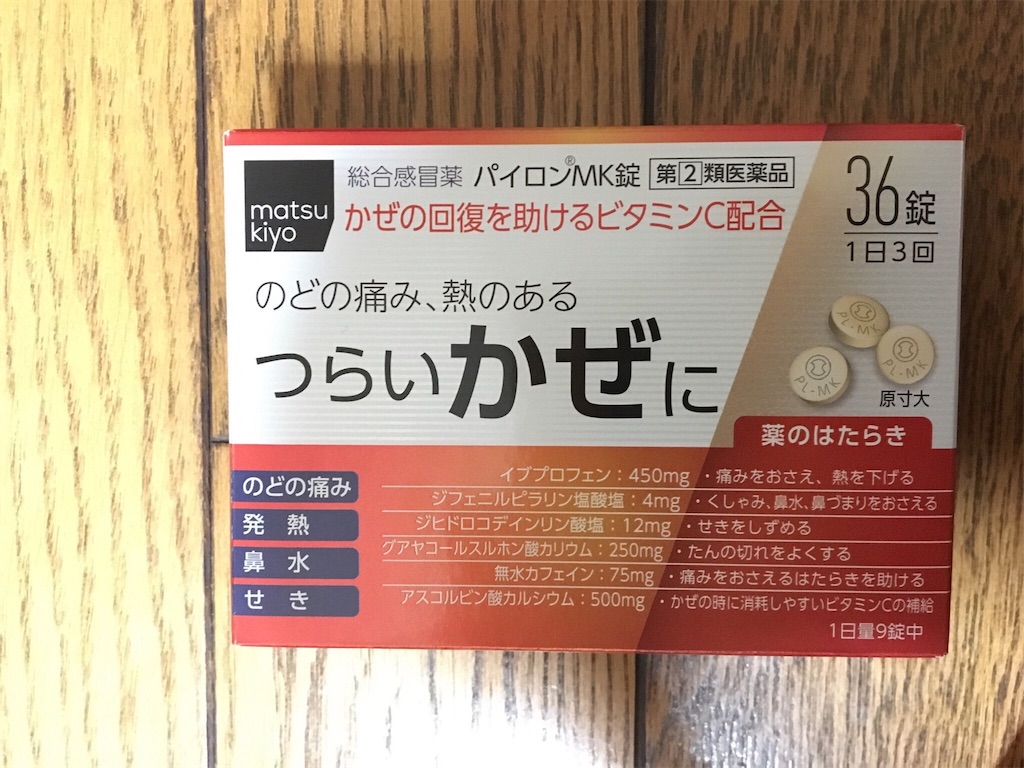 matsu
kiyo
総合感冒薬 パイロン®MK錠 第②類医薬品
かぜの回復を助けるビタミンC配合
36錠
1日3回
のどの痛み、熱のある
つらいかぜに
PL-MK
PL-MK
PL-MK
原寸大
薬のはたらき
のどの痛み
発熱
鼻水
せき
イブプロフェン:450mg ・痛みをおさえ、熱を下げる
ジフェニルピラリン塩酸塩:4mg ・くしゃみ、鼻水、鼻づまりをおさえる
ジヒドロコデインリン酸塩:12mg ・せきをしずめる
グアヤコールスルホン酸カリウム:250mg ・たんの切れをよくする
無水カフェイン:75mg ・痛みをおさえるはたらきを助ける
アスコルビン酸カルシウム:500mg ・かぜの時に消耗しやすいビタミンCの補給
1日量9錠中